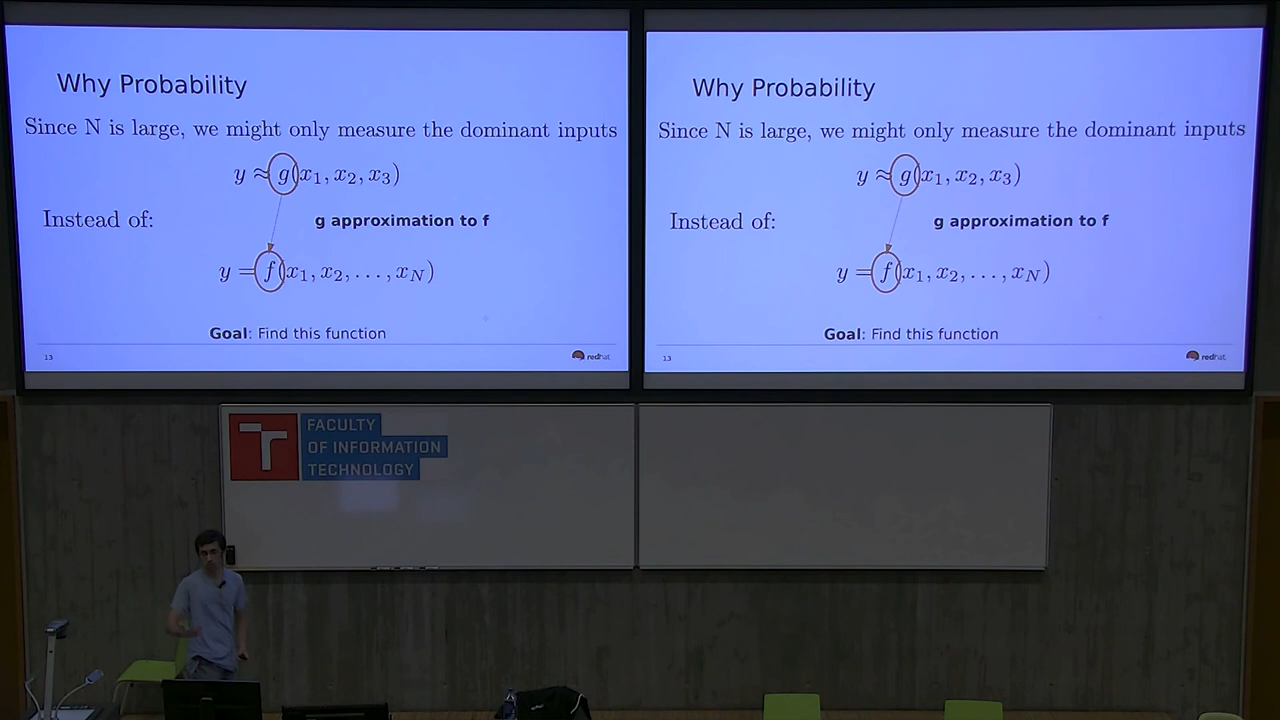 Why Probability
Since N is large, we might only measure the dominant inputs
y ≈ g(x₁, x₂, x₃)
Instead of:
g approximation to f
y = f(x₁, x₂, . . . , x_N)
Goal: Find this function
13
redhat
Why Probability
Since N is large, we might only measure the dominant inputs
y ≈ g(x₁, x₂, x₃)
Instead of:
g approximation to f
y = f(x₁, x₂, . . . , x_N)
Goal: Find this function
13
redhat
T
FACULTY
OF INFORMATION
TECHNOLOGY